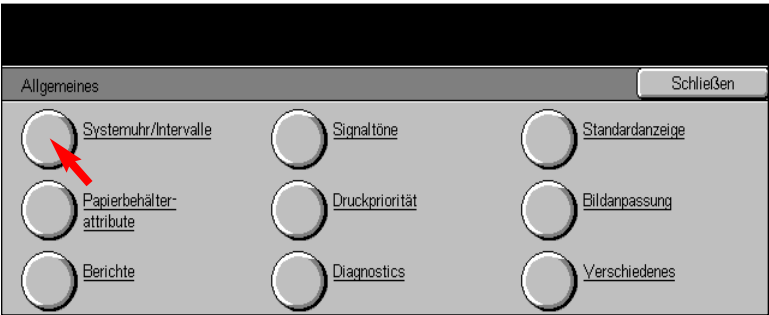 Allgemeines
Schließen
Systemuhr/Intervalle
Signaltöne
Standardanzeige
Papierbehälter-
attribute
Druckpriorität
Bildanpassung
Berichte
Diagnostics
Verschiedenes